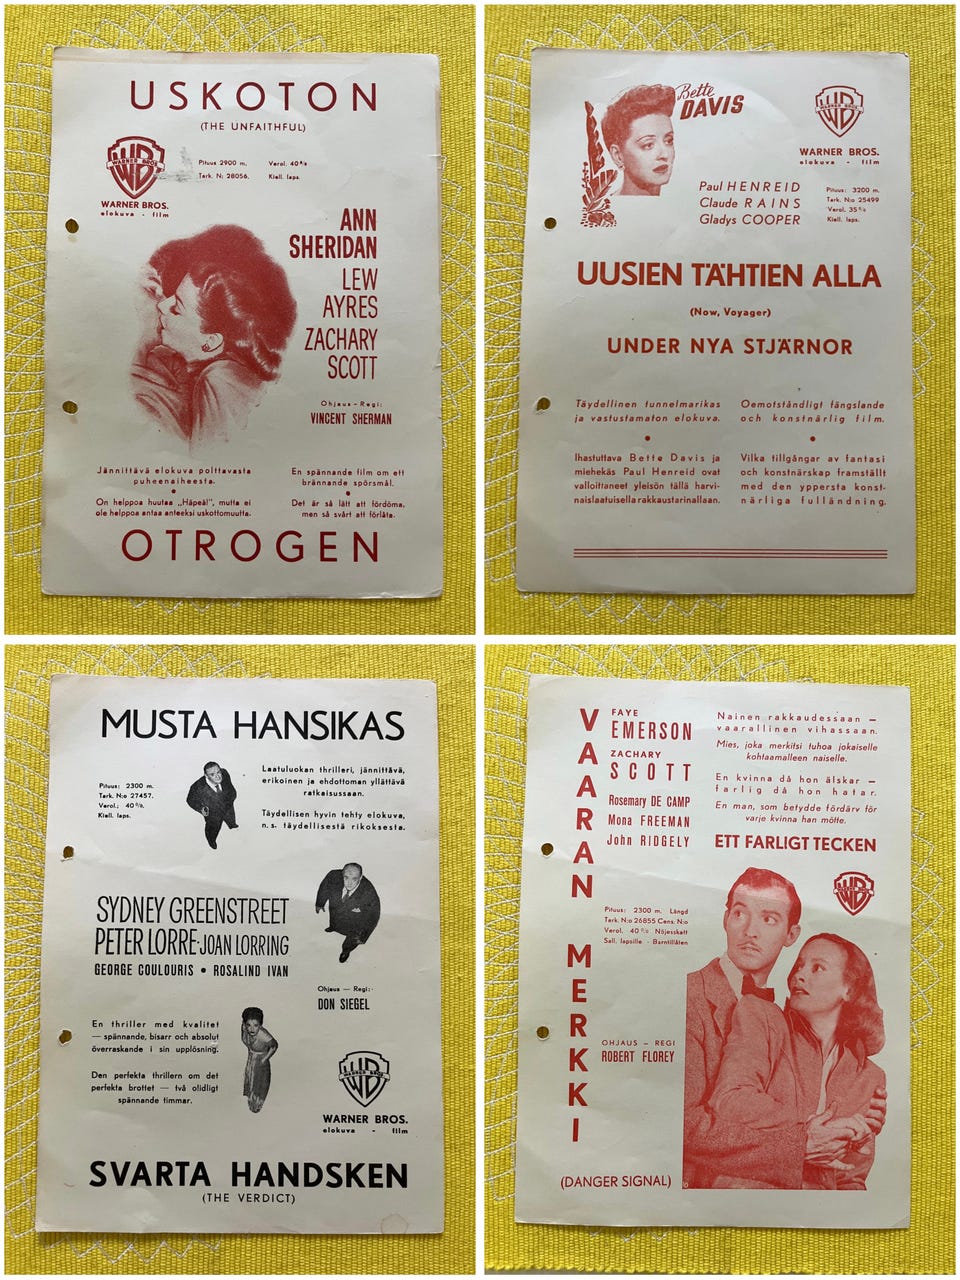 USKOTON
(THE UNFAITHFUL)
WARNER BROS.
WARNER BROS.
elokuva - film
Pituus 2900 m.
Tark. N: 28056.
Verol. 40 %
Kiell. laps.
ANN
SHERIDAN
LEW
AYRES
ZACHARY
SCOTT
Ohjaus - Regi:
VINCENT SHERMAN
Jännittävä elokuva polttavasta
puheenaiheesta.
On helppoa huutaa „Häpeä!", mutta ei
ole helppoa antaa anteeksi uskottomuutta.
En spännande film om ett
brännande spörsmål.
Det är så lätt att fördöma,
men så svårt att förlåta.
OTROGEN
Bette
DAVIS
WB
WARNER BROS.
elokuva - film
Paul HENREID
Claude RAINS
Gladys COOPER
Pituus: 3200 m.
Tark. N:o 25499
Verol. 35 %
Kiell. laps.
UUSIEN TÄHTIEN ALLA
(Now, Voyager)
UNDER NYA STJÄRNOR
Täydellinen tunnelmarikas
ja vastustamaton elokuva.
Ihastuttava Bette Davis ja
miehekäs Paul Henreid ovat
valloittaneet yleisön tällä harvi-
naislaatuisella rakkaustarinallaan.
Oemotståndligt fängslande
och konstnärlig film.
Vilka tillgångar av fantasi
och konstnärskap framställt
med den yppersta konst-
närliga fulländning.
MUSTA HANSIKAS
Pituus: 2300 m.
Tark. N:o 27457.
Verol.; 40 %.
Kiell. laps.
Laatuluokan thrilleri, jännittävä,
erikoinen ja ehdottoman yllättävä
ratkaisussaan.
Täydellisen hyvin tehty elokuva,
n.s. täydellisestä rikoksesta.
SYDNEY GREENSTREET
PETER LORRE · JOAN LORRING
GEORGE COULOURIS • ROSALIND IVAN
Ohjaus — Regi:
DON SIEGEL
En thriller med kvalitet
— spännande, bisarr och absolut
överraskande i sin upplösning.
Den perfekta thrillern om det
perfekta brottet — två olidligt
spännande timmar.
WARNER BROS.
WARNER BROS.
elokuva - film
SVARTA HANDSKEN
(THE VERDICT)
VAARAN MERKKI
FAYE
EMERSON
ZACHARY
SCOTT
Rosemary DE CAMP
Mona FREEMAN
John RIDGELY
Nainen rakkaudessaan —
vaarallinen vihassaan.
Mies, joka merkitsi tuhoa jokaiselle
kohtaamalleen naiselle.
En kvinna då hon älskar —
farlig då hon hatar.
En man, som betydde fördärv för
varje kvinna han mötte.
ETT FARLIGT TECKEN
Pituus: 2300 m. Längd
Tark. N:o 26855 Cens. N:o
Verol. 40 % Nöjesskatt
Sall. lapsille - Barntillåten
OHJAUS - REGI
ROBERT FLOREY
(DANGER SIGNAL)